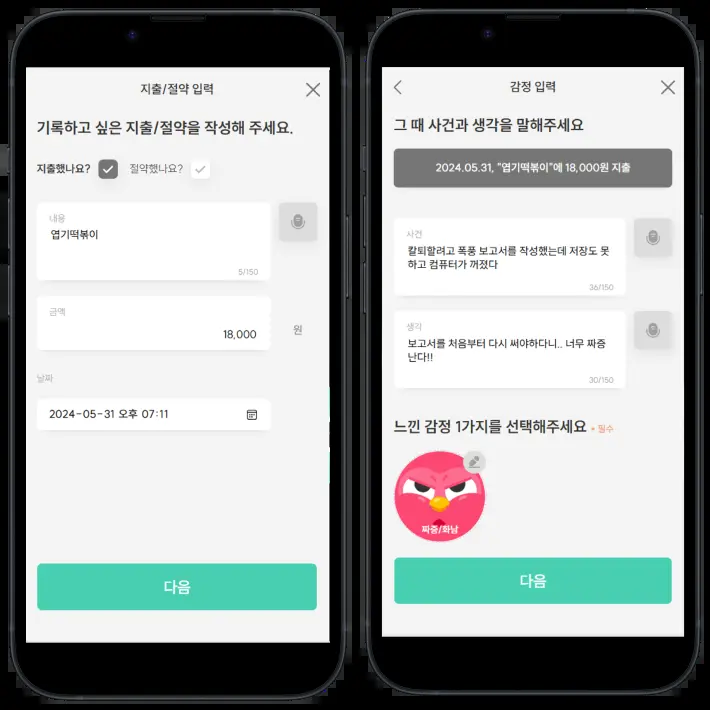 지출/절약 입력
기록하고 싶은 지출/절약을 작성해 주세요.
지출했나요?
절약했나요?
내용
엽기떡볶이
5/150
금액
18,000
원
날짜
2024-05-31 오후 07:11
다음
감정 입력
그 때 사건과 생각을 말해주세요
2024.05.31, "엽기떡볶이"에 18,000원 지출
사건
칼퇴할려고 폭풍 보고서를 작성했는데 저장도 못
하고 컴퓨터가 꺼졌다
36/150
생각
보고서를 처음부터 다시 써야하다니.. 너무 짜증
난다!!
30/150
느낀 감정 1가지를 선택해주세요 • 필수
짜증/화남
다음